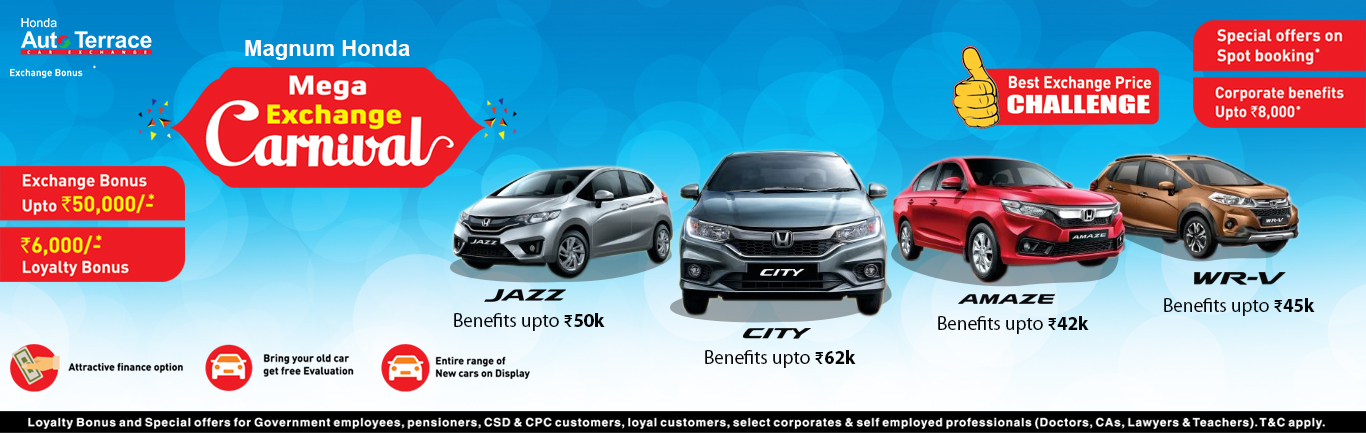 Honda
Auto Terrace
CAR EXCHANGE
Exchange Bonus *
Magnum Honda
Mega
Exchange
Carnival
Best Exchange Price
CHALLENGE
Special offers on
Spot booking*
Corporate benefits
Upto ₹8,000*
Exchange Bonus
Upto ₹50,000/-*
₹6,000/-*
Loyalty Bonus
JAZZ
CITY
AMAZE
WR-V
JAZZ
Benefits upto ₹50k
CITY
Benefits upto ₹62k
AMAZE
Benefits upto ₹42k
WR-V
Benefits upto ₹45k
Attractive finance option
Bring your old car
get free Evaluation
Entire range of
New cars on Display
Loyalty Bonus and Special offers for Government employees, pensioners, CSD & CPC customers, loyal customers, select corporates & self employed professionals (Doctors, CAs, Lawyers & Teachers). T&C apply.